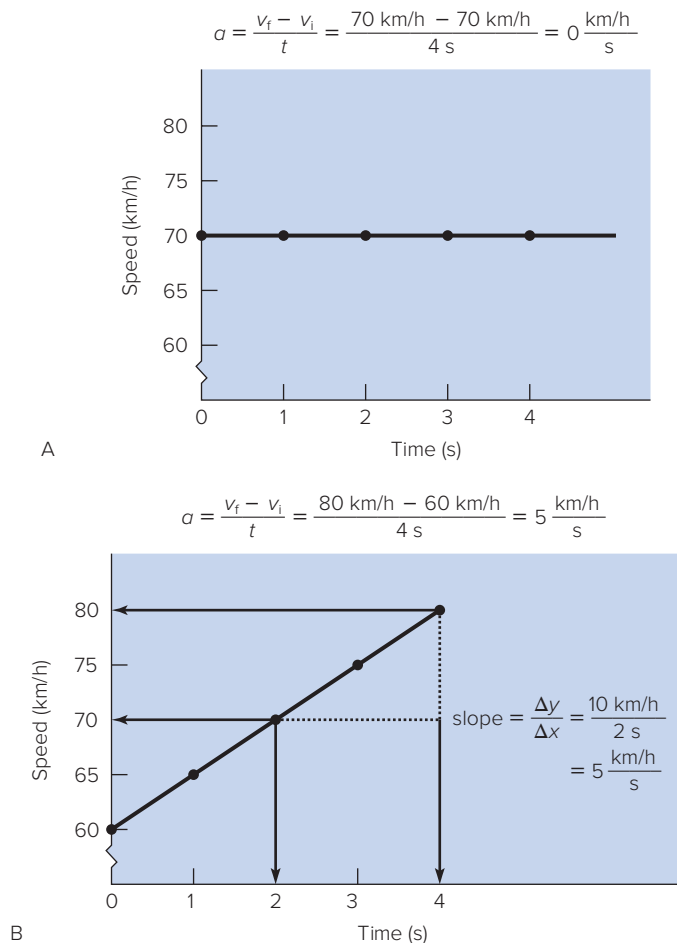 a = (v_f − v_i)/t = (70 km/h − 70 km/h)/(4 s) = 0 km/h/s
80
75
70
65
60
Speed (km/h)
0 1 2 3 4
Time (s)
A
a = (v_f − v_i)/t = (80 km/h − 60 km/h)/(4 s) = 5 km/h/s
80
75
70
65
60
Speed (km/h)
slope = Δy/Δx = (10 km/h)/(2 s)
= 5 km/h/s
0 1 2 3 4
Time (s)
B